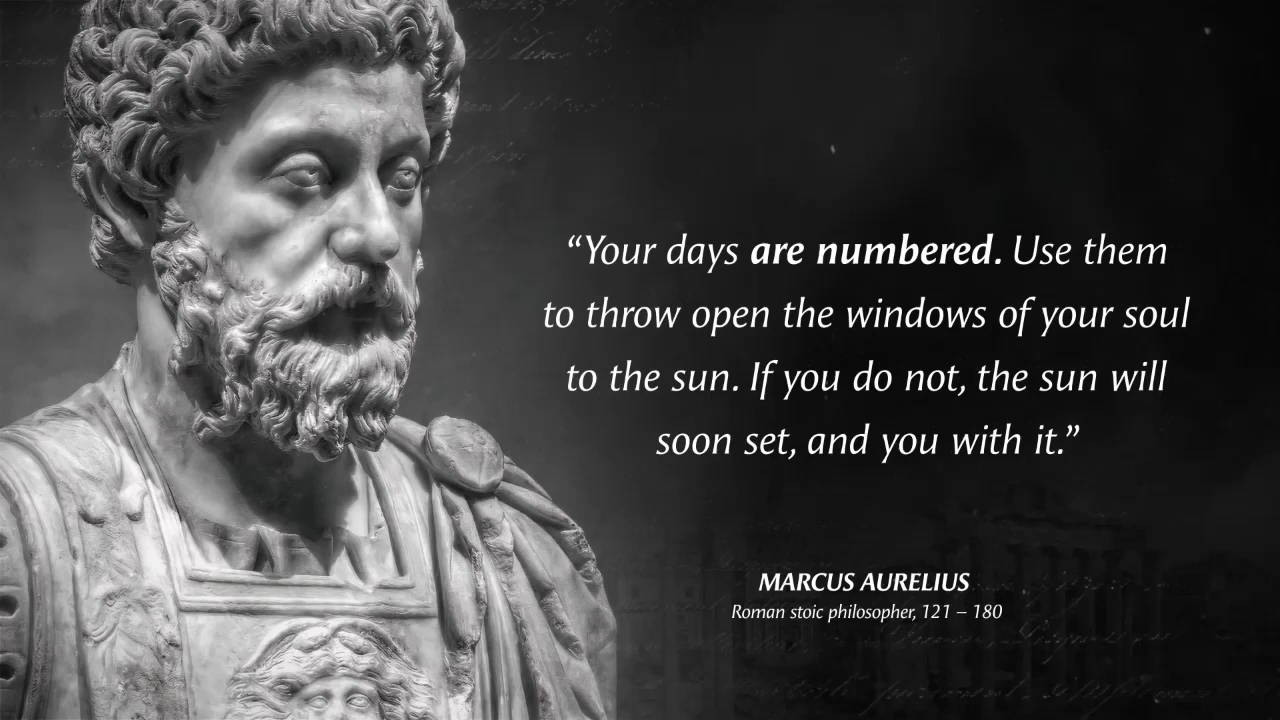 “Your days are numbered. Use them
to throw open the windows of your soul
to the sun. If you do not, the sun will
soon set, and you with it.”
MARCUS AURELIUS
Roman stoic philosopher, 121 – 180